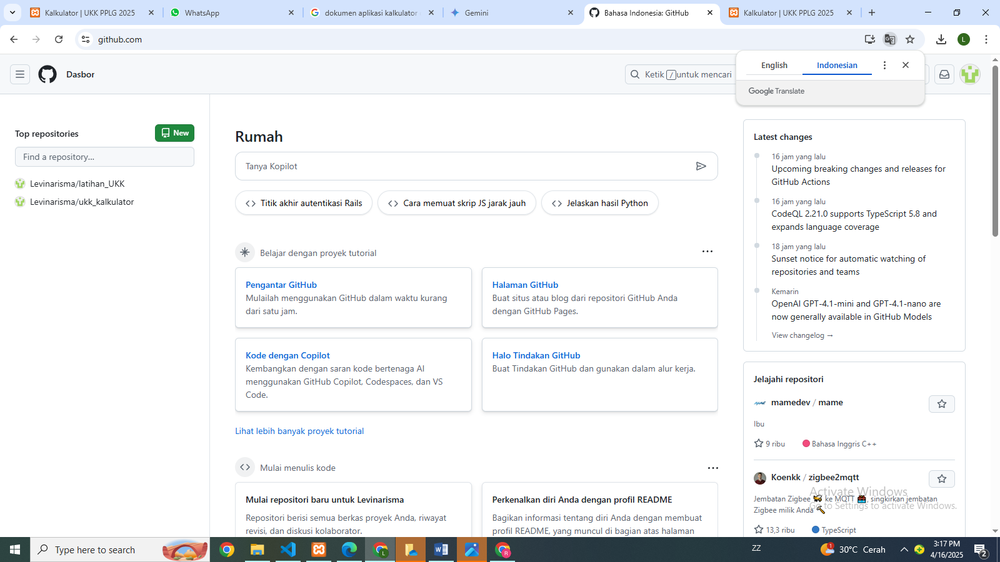 Kalkulator | UKK PPLG 2025
WhatsApp
dokumen aplikasi kalkulator
Gemini
Bahasa Indonesia: GitHub
Kalkulator | UKK PPLG 2025
github.com
L
English
Indonesian
Google Translate
Dasbor
Ketik / untuk mencari
Top repositories
New
Find a repository...
Levinarisma/latihan_UKK
Levinarisma/ukk_kalkulator
Rumah
Tanya Kopilot
Titik akhir autentikasi Rails
Cara memuat skrip JS jarak jauh
Jelaskan hasil Python
Belajar dengan proyek tutorial
Pengantar GitHub
Mulailah menggunakan GitHub dalam waktu kurang
dari satu jam.
Halaman GitHub
Buat situs atau blog dari repositori GitHub Anda
dengan GitHub Pages.
Kode dengan Copilot
Kembangkan dengan saran kode bertenaga AI
menggunakan GitHub Copilot, Codespaces, dan VS
Code.
Halo Tindakan GitHub
Buat Tindakan GitHub dan gunakan dalam alur kerja.
Lihat lebih banyak proyek tutorial
Mulai menulis kode
Mulai repositori baru untuk Levinarisma
Repositori berisi semua berkas proyek Anda, riwayat
revisi, dan diskusi kolaborator.
Perkenalkan diri Anda dengan profil README
Bagikan informasi tentang diri Anda dengan membuat
profil README, yang muncul di bagian atas halaman
Latest changes
16 jam yang lalu
Upcoming breaking changes and releases for
GitHub Actions
16 jam yang lalu
CodeQL 2.21.0 supports TypeScript 5.8 and
expands language coverage
18 jam yang lalu
Sunset notice for automatic watching of
repositories and teams
Kemarin
OpenAI GPT-4.1-mini and GPT-4.1-nano are
now generally available in GitHub Models
View changelog →
Jelajahi repositori
mamedev / mame
Ibu
9 ribu
Bahasa Inggris C++
Koenkk / zigbee2mqtt
Jembatan Zigbee 🐝 ke MQTT 🌉, singkirkan jembatan
Zigbee milik Anda 🔨
13,3 ribu
TypeScript
Activate Windows
Go to Settings to activate Windows.
Type here to search
L
R
ZZ
1
30°C Cerah
3:17 PM
4/16/2025
2